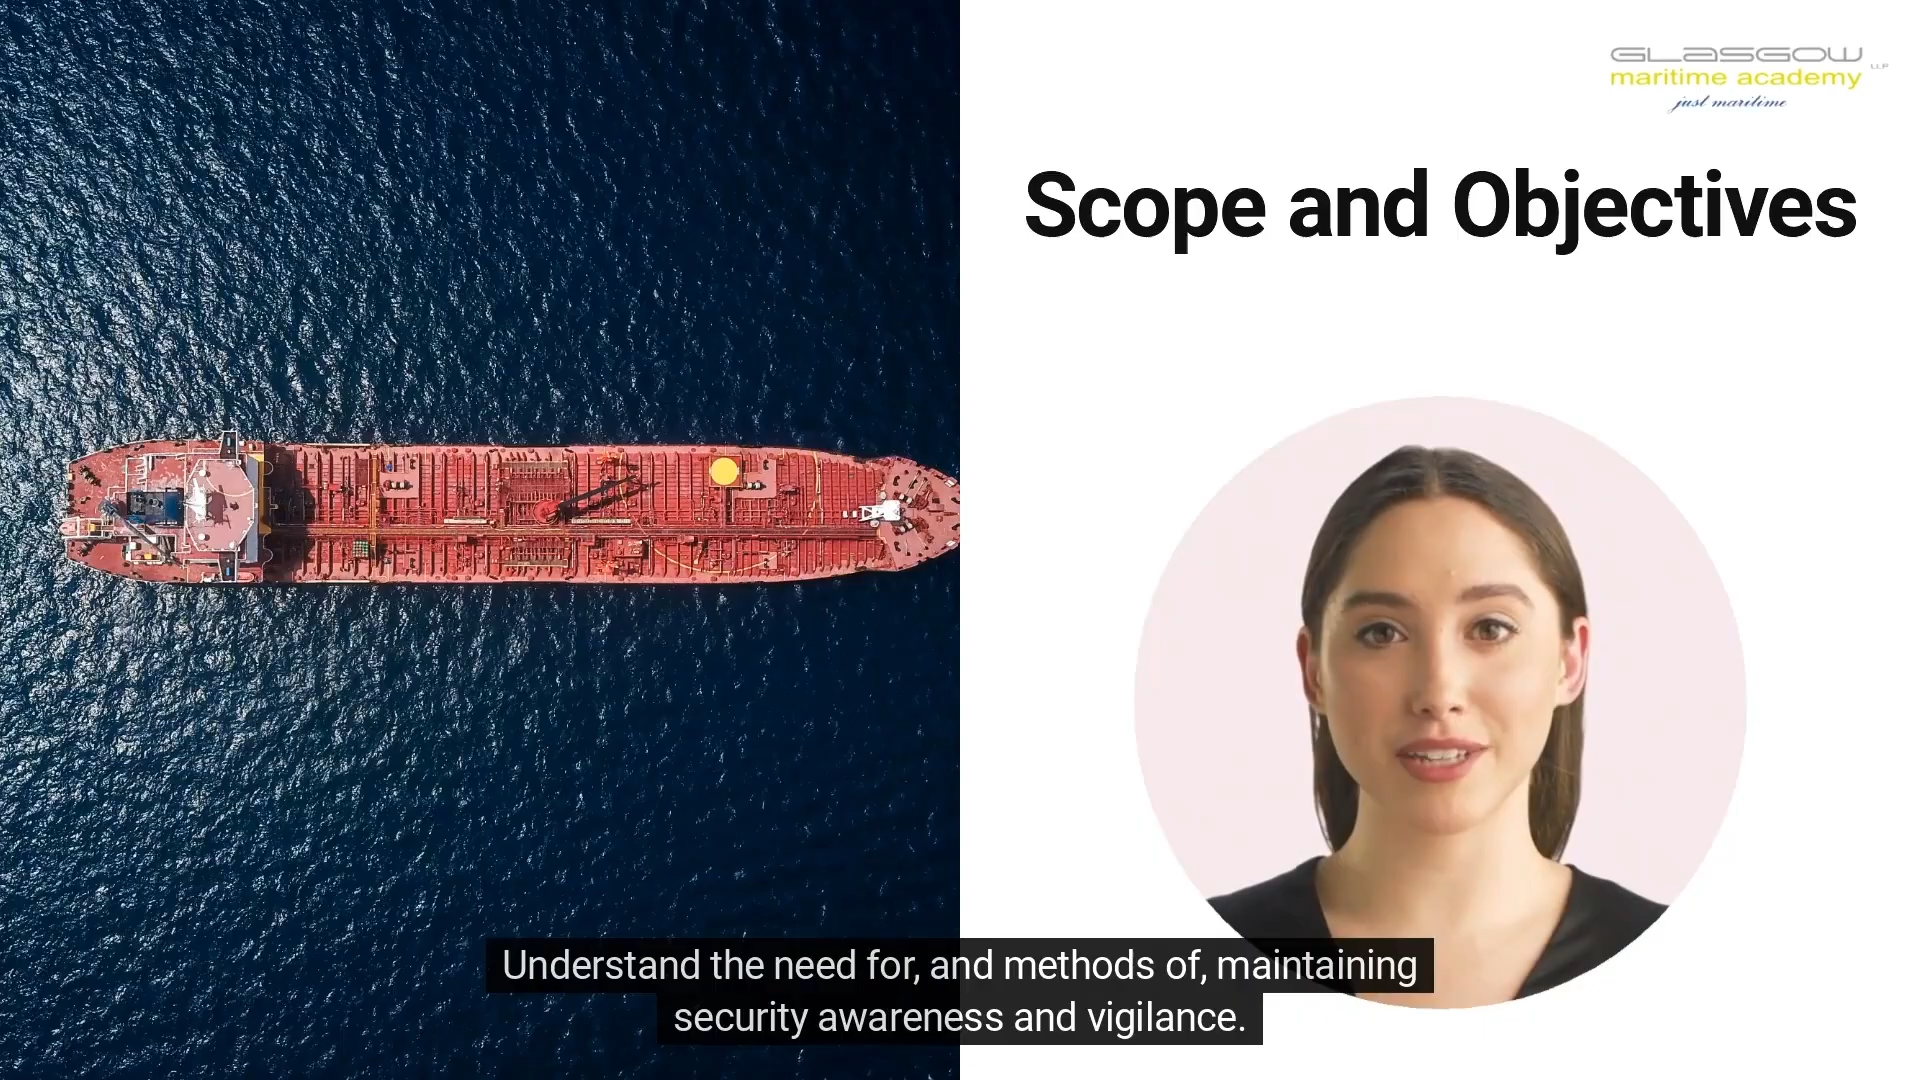 GLASGOW
LLP
maritime academy
just maritime
Scope and Objectives
Understand the need for, and methods of, maintaining
security awareness and vigilance.